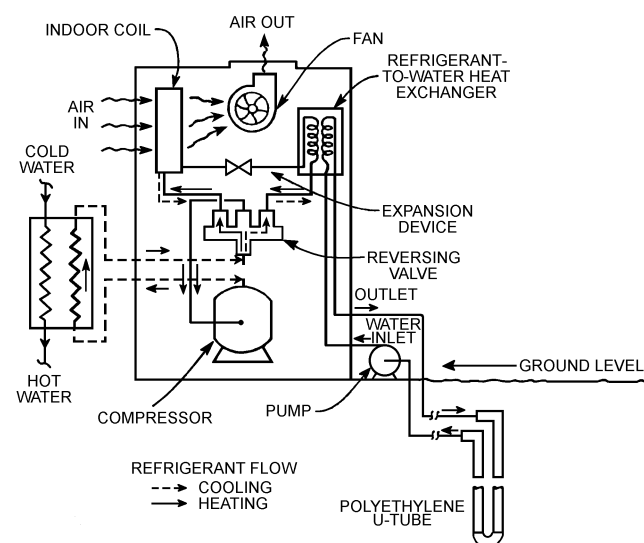 AIR OUT
INDOOR COIL
FAN
REFRIGERANT-
TO-WATER HEAT
EXCHANGER
AIR
IN
COLD
WATER
EXPANSION
DEVICE
REVERSING
VALVE
OUTLET
WATER
INLET
GROUND LEVEL
HOT
WATER
COMPRESSOR
PUMP
REFRIGERANT FLOW
COOLING
HEATING
POLYETHYLENE
U-TUBE